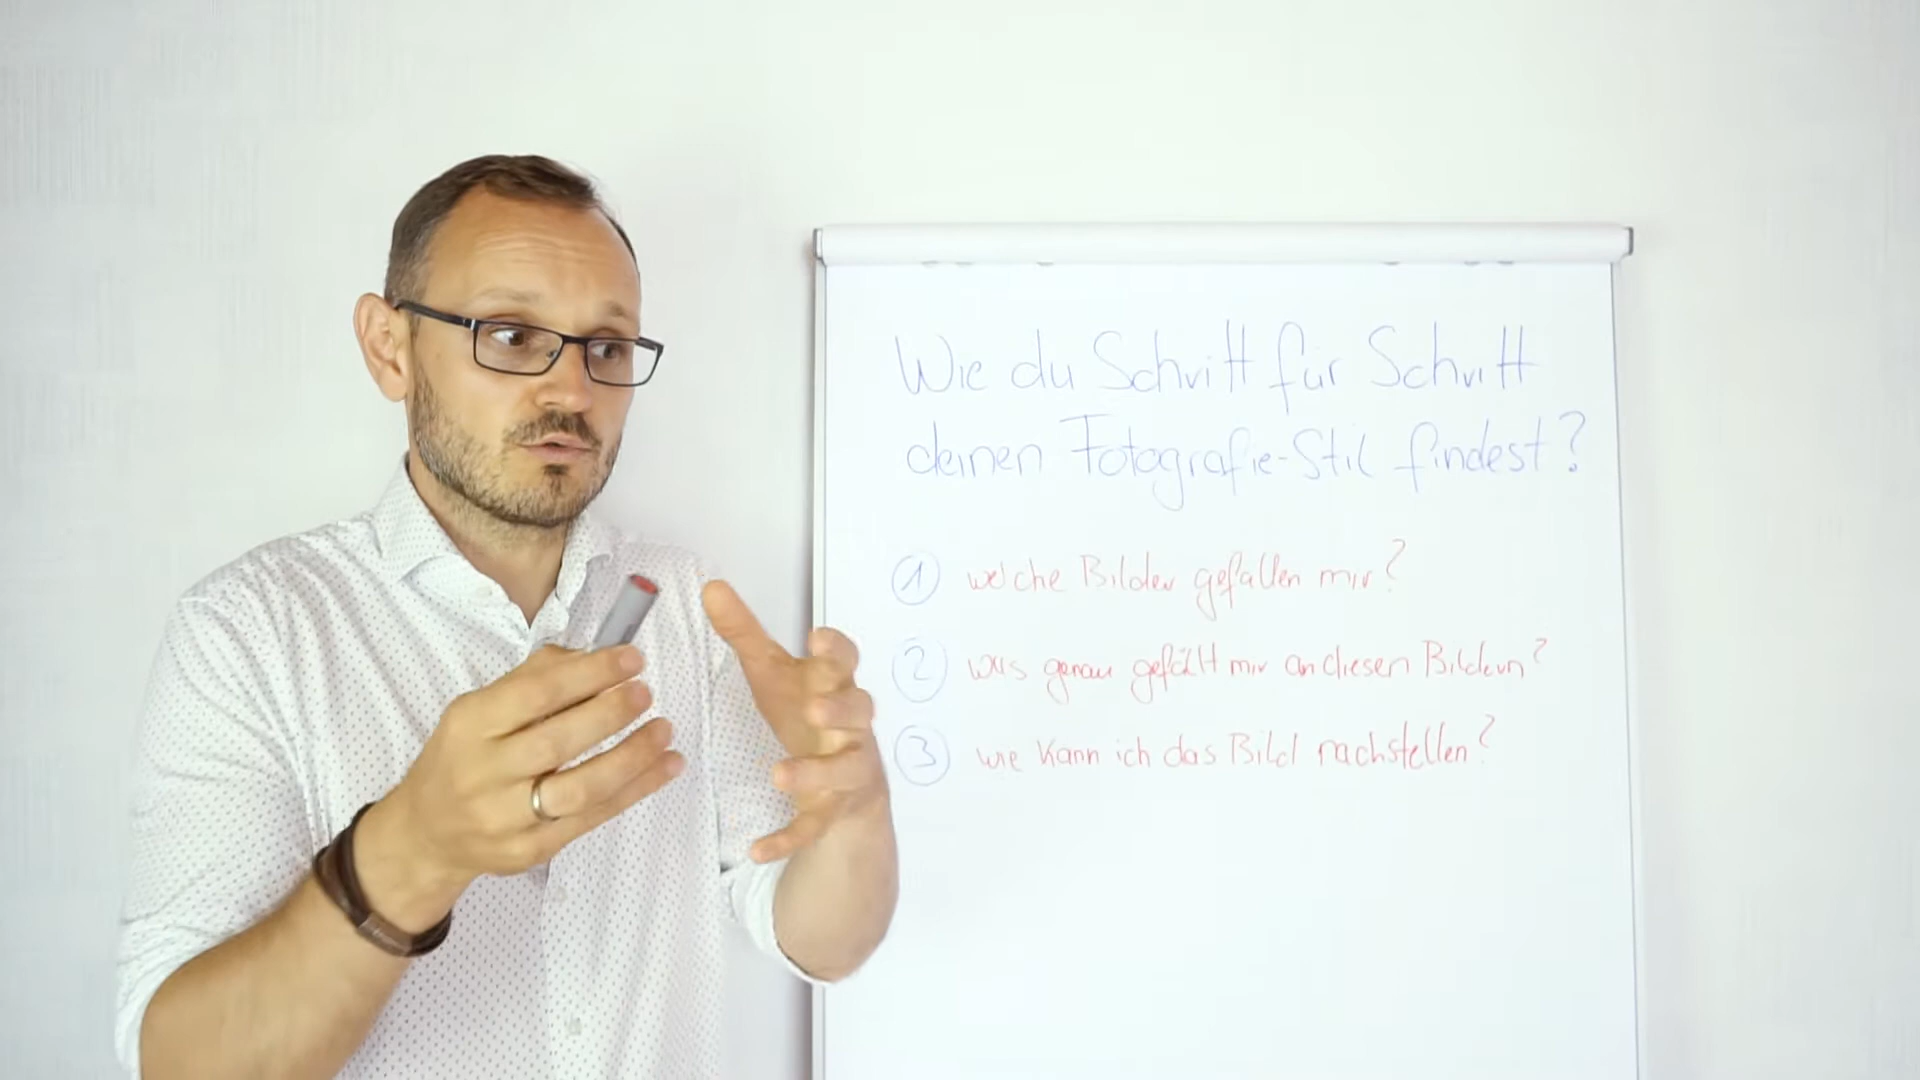 Wie du Schritt für Schritt
deinen Fotografie-Stil findest?
1 welche Bilder gefallen mir?
2 was genau gefällt mir an diesen Bildern?
3 wie kann ich das Bild nachstellen?